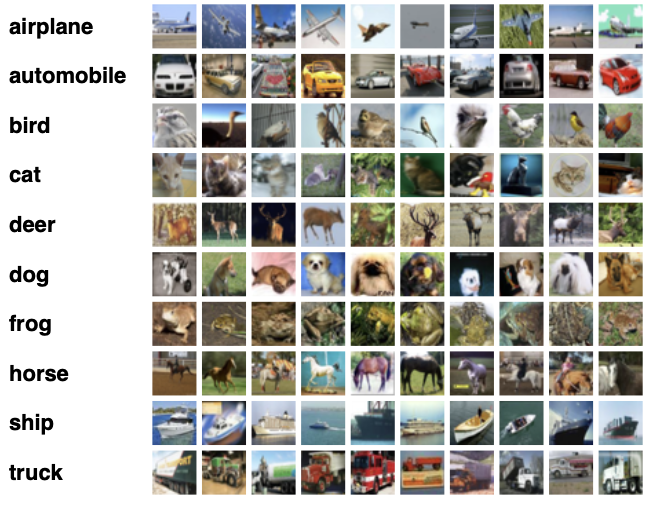 airplane
automobile
bird
cat
deer
dog
frog
horse
ship
truck